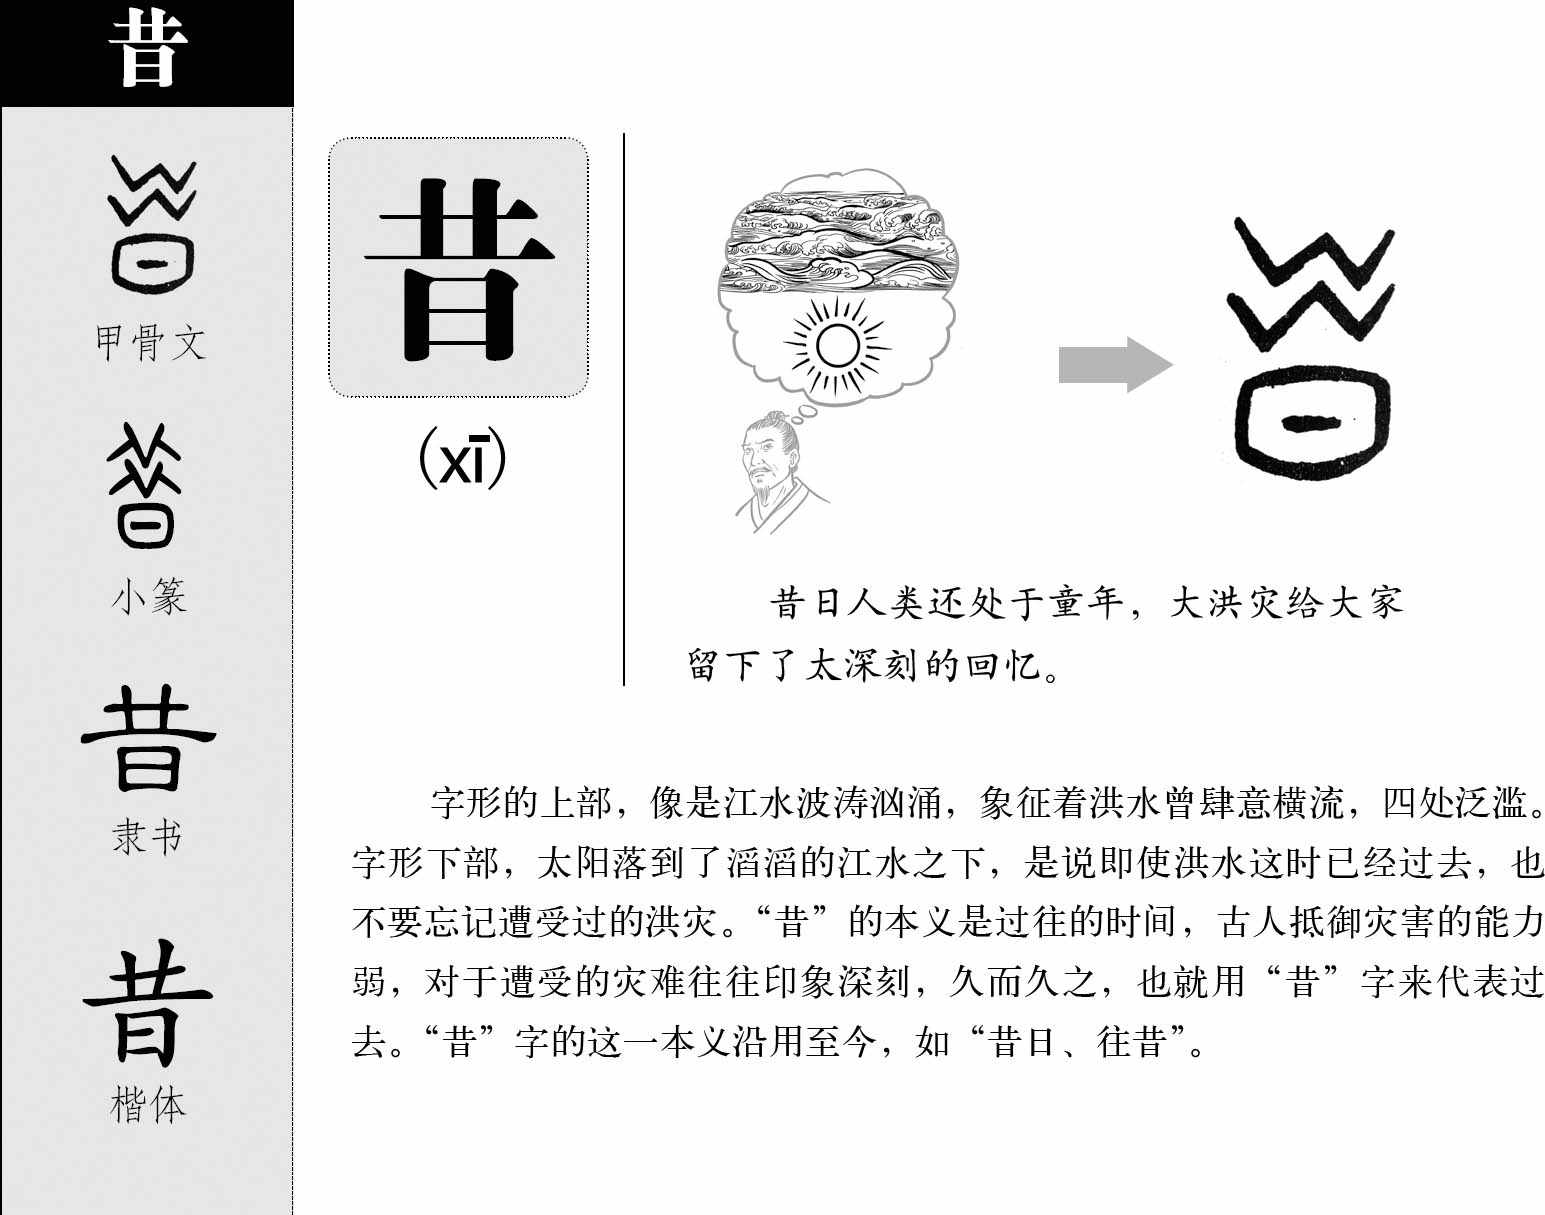 昔
甲骨文
小篆
隶书
楷体
昔
（xī）
昔日人类还处于童年，大洪灾给大家
留下了太深刻的回忆。
字形的上部，像是江水波涛汹涌，象征着洪水曾肆意横流，四处泛滥。
字形下部，太阳落到了滔滔的江水之下，是说即使洪水这时已经过去，也
不要忘记遭受过的洪灾。“昔”的本义是过往的时间，古人抵御灾害的能力
弱，对于遭受的灾难往往印象深刻，久而久之，也就用“昔”字来代表过
去。“昔”字的这一本义沿用至今，如“昔日、往昔”。